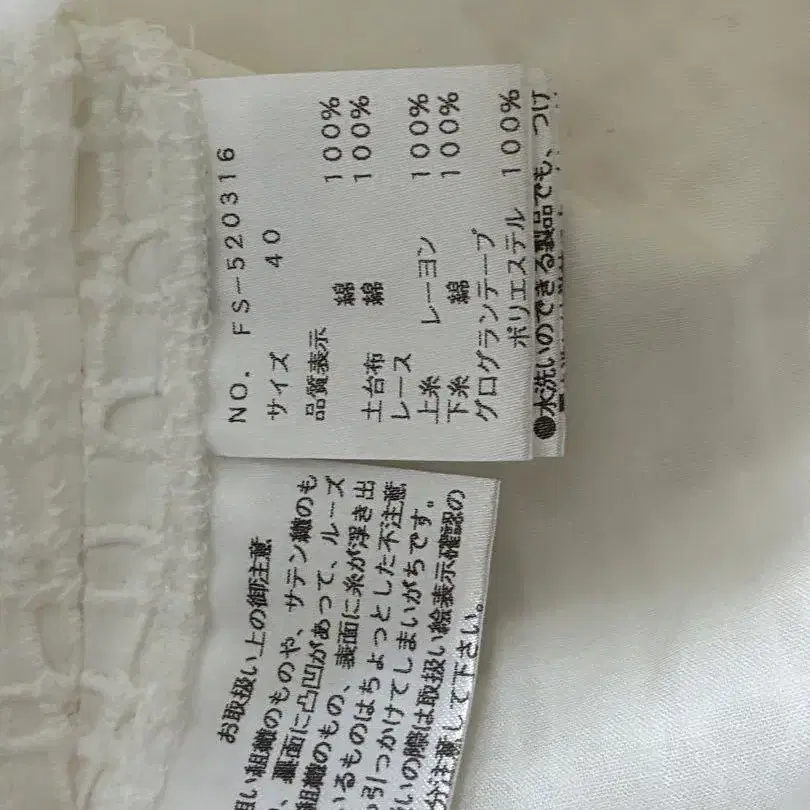 NO. FS-520316
サイズ 40
品質表示
綿 100%
土台布 綿 100%
レース
上糸 レーヨン 100%
下糸 綿 100%
グログランテープ
ポリエステル 100%
●水洗いのできる製品でも、つけ
お取扱い上の御注意
粗い組織のものや、サテン織のも
、裏面に凸凹があって、ルーズ
組織のもの、表面に糸が浮き出
いるものはちょっとした不注意
引っかけてしまいがちです。
いの際は取扱い絵表示確認の
分注意して下さい。